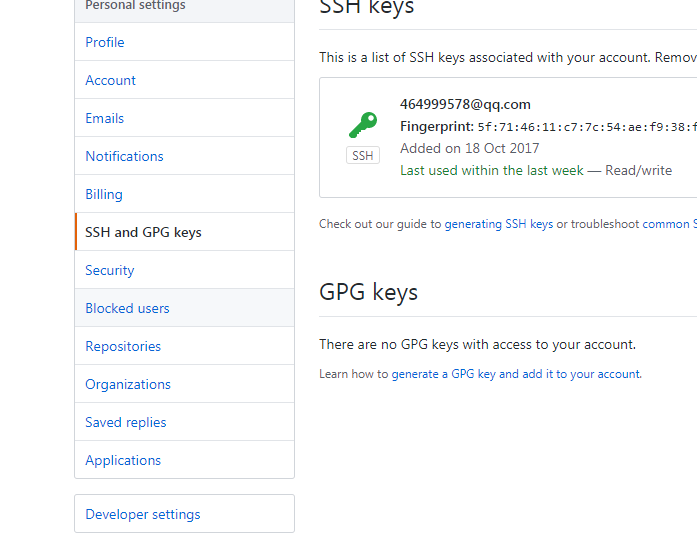 Personal settings
Profile
Account
Emails
Notifications
Billing
SSH and GPG keys
Security
Blocked users
Repositories
Organizations
Saved replies
Applications
Developer settings
SSH keys
This is a list of SSH keys associated with your account. Remov
464999578@qq.com
Fingerprint: 5f:71:46:11:c7:7c:54:ae:f9:38:f
SSH
Added on 18 Oct 2017
Last used within the last week — Read/write
Check out our guide to generating SSH keys or troubleshoot common S
GPG keys
There are no GPG keys with access to your account.
Learn how to generate a GPG key and add it to your account.